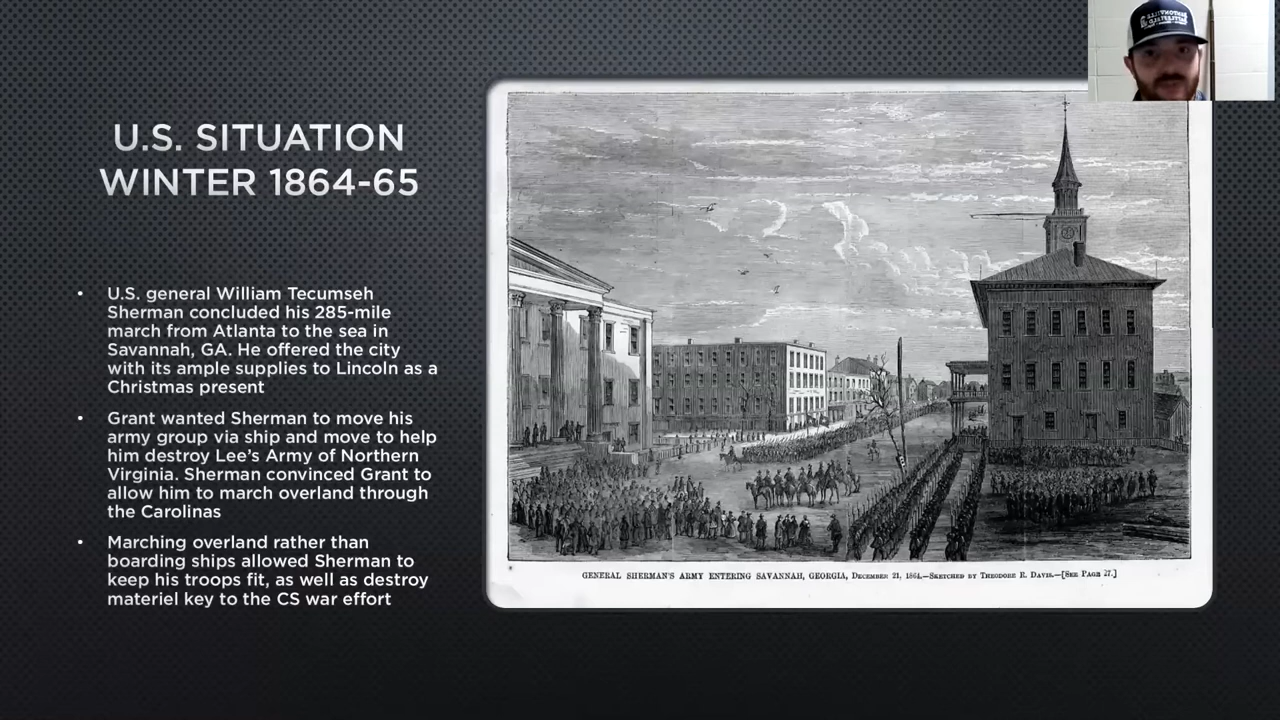 U.S. SITUATION
WINTER 1864-65
• U.S. general William Tecumseh
Sherman concluded his 285-mile
march from Atlanta to the sea in
Savannah, GA. He offered the city
with its ample supplies to Lincoln as a
Christmas present
• Grant wanted Sherman to move his
army group via ship and move to help
him destroy Lee's Army of Northern
Virginia. Sherman convinced Grant to
allow him to march overland through
the Carolinas
• Marching overland rather than
boarding ships allowed Sherman to
keep his troops fit, as well as destroy
materiel key to the CS war effort
GENERAL SHERMAN'S ARMY ENTERING SAVANNAH, GEORGIA, DECEMBER 21, 1864.—SKETCHED BY THEODORE R. DAVIS.—[SEE PAGE 27.]